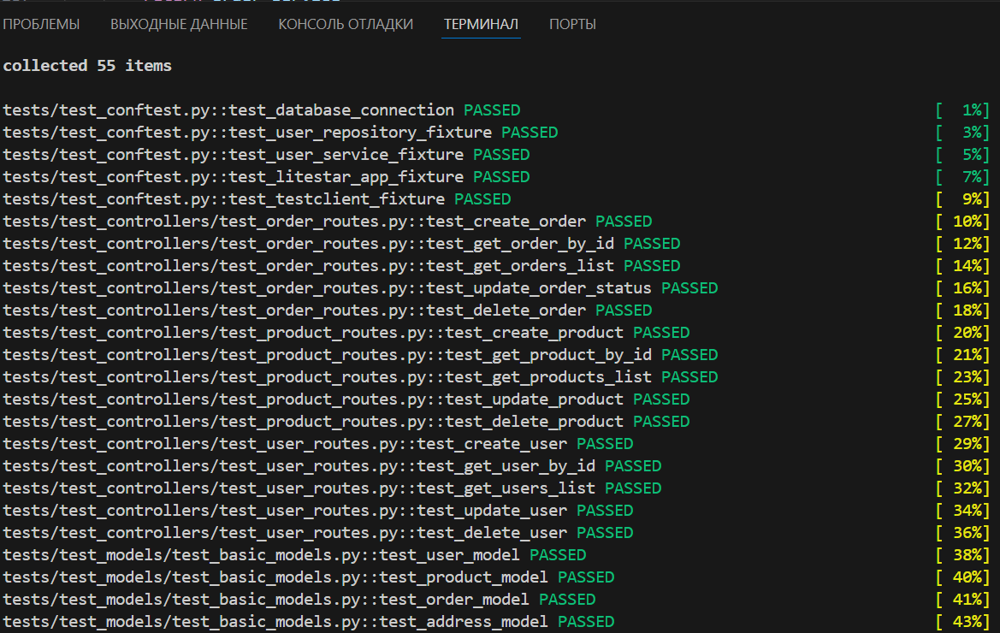 ПРОБЛЕМЫ ВЫХОДНЫЕ ДАННЫЕ КОНСОЛЬ ОТЛАДКИ ТЕРМИНАЛ ПОРТЫ
collected 55 items
tests/test_conftest.py::test_database_connection PASSED [  1%]
tests/test_conftest.py::test_user_repository_fixture PASSED [  3%]
tests/test_conftest.py::test_user_service_fixture PASSED [  5%]
tests/test_conftest.py::test_litestar_app_fixture PASSED [  7%]
tests/test_conftest.py::test_testclient_fixture PASSED [  9%]
tests/test_controllers/test_order_routes.py::test_create_order PASSED [ 10%]
tests/test_controllers/test_order_routes.py::test_get_order_by_id PASSED [ 12%]
tests/test_controllers/test_order_routes.py::test_get_orders_list PASSED [ 14%]
tests/test_controllers/test_order_routes.py::test_update_order_status PASSED [ 16%]
tests/test_controllers/test_order_routes.py::test_delete_order PASSED [ 18%]
tests/test_controllers/test_product_routes.py::test_create_product PASSED [ 20%]
tests/test_controllers/test_product_routes.py::test_get_product_by_id PASSED [ 21%]
tests/test_controllers/test_product_routes.py::test_get_products_list PASSED [ 23%]
tests/test_controllers/test_product_routes.py::test_update_product PASSED [ 25%]
tests/test_controllers/test_product_routes.py::test_delete_product PASSED [ 27%]
tests/test_controllers/test_user_routes.py::test_create_user PASSED [ 29%]
tests/test_controllers/test_user_routes.py::test_get_user_by_id PASSED [ 30%]
tests/test_controllers/test_user_routes.py::test_get_users_list PASSED [ 32%]
tests/test_controllers/test_user_routes.py::test_update_user PASSED [ 34%]
tests/test_controllers/test_user_routes.py::test_delete_user PASSED [ 36%]
tests/test_models/test_basic_models.py::test_user_model PASSED [ 38%]
tests/test_models/test_basic_models.py::test_product_model PASSED [ 40%]
tests/test_models/test_basic_models.py::test_order_model PASSED [ 41%]
tests/test_models/test_basic_models.py::test_address_model PASSED [ 43%]